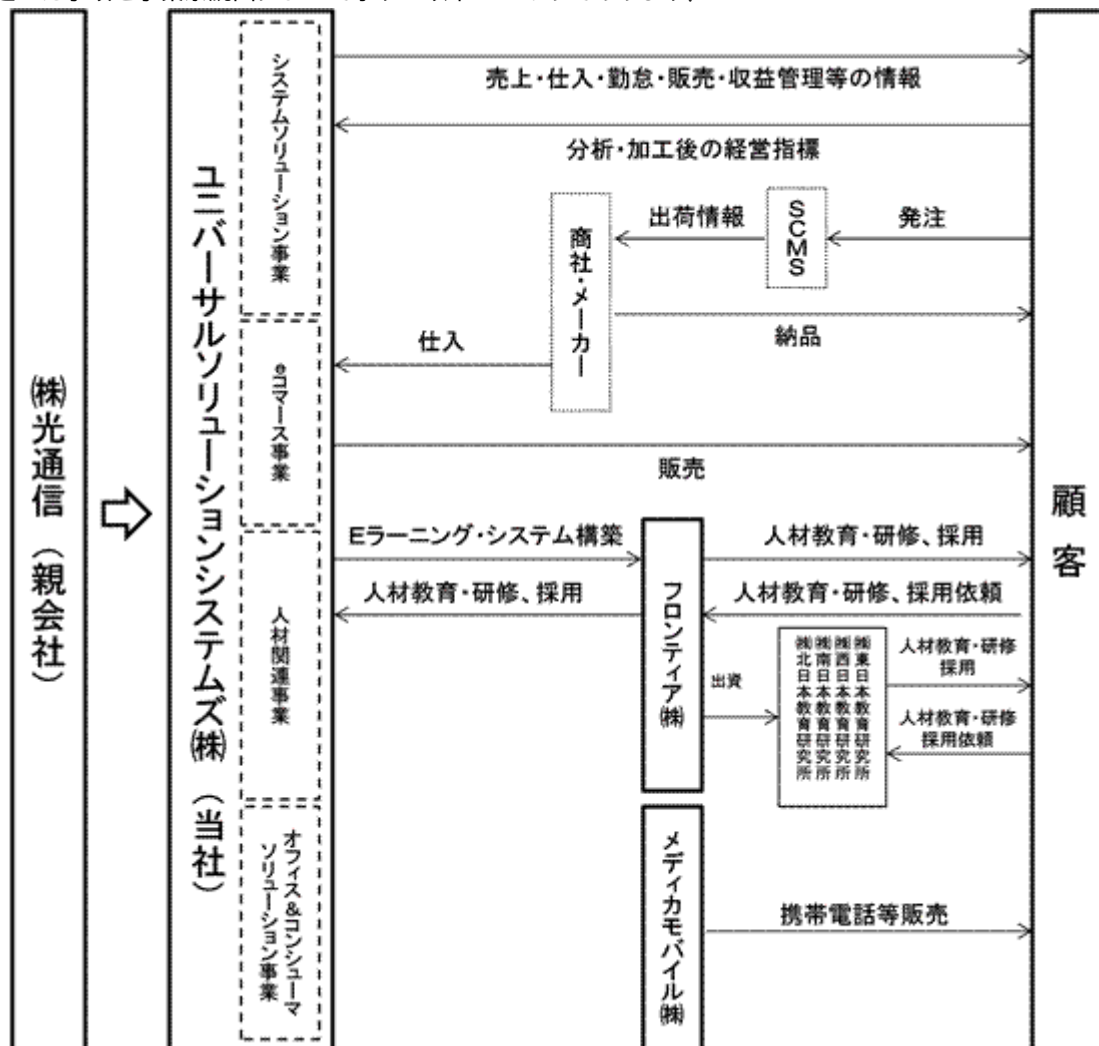 ㈱光通信（親会社）
ユニバーサルソリューションシステムズ㈱（当社）
システムソリューション事業
eコマース事業
人材関連事業
オフィス&コンシューマ
ソリューション事業
売上・仕入・勤怠・販売・収益管理等の情報
分析・加工後の経営指標
商社・メーカー
出荷情報
SCMS
発注
納品
仕入
販売
Eラーニング・システム構築
人材教育・研修、採用
フロンティア㈱
人材教育・研修、採用
人材教育・研修、採用依頼
出資
㈱東日本教育研究所
㈱西日本教育研究所
㈱南日本教育研究所
㈱北日本教育研究所
人材教育・研修
採用
人材教育・研修
採用依頼
メディカモバイル㈱
携帯電話等販売
顧客